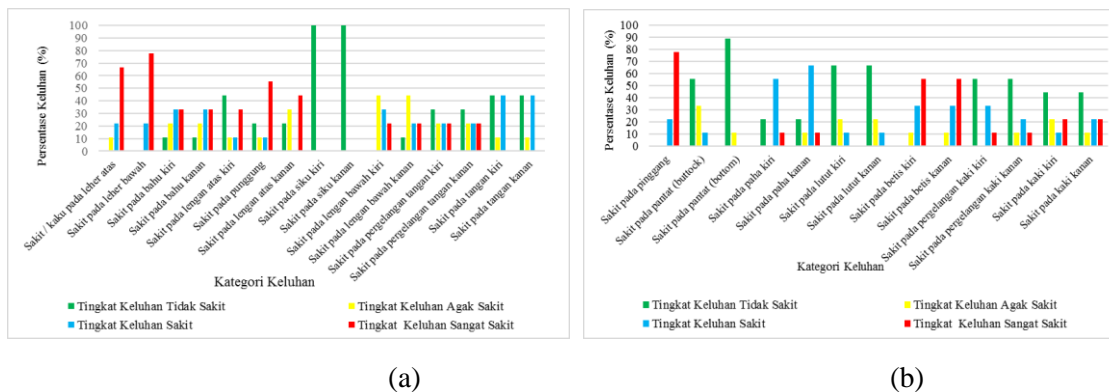 Persentase Keluhan (%)
100
90
80
70
60
50
40
30
20
10
0
Sakit / kaku pada leher atas
Sakit pada leher bawah
Sakit pada bahu kiri
Sakit pada bahu kanan
Sakit pada lengan atas kiri
Sakit pada punggung
Sakit pada lengan atas kanan
Sakit pada siku kiri
Sakit pada siku kanan
Sakit pada lengan bawah kiri
Sakit pada lengan bawah kanan
Sakit pada pergelangan tangan kiri
Sakit pada pergelangan tangan kanan
Sakit pada tangan kiri
Sakit pada tangan kanan
Kategori Keluhan
Tingkat Keluhan Tidak Sakit
Tingkat Keluhan Agak Sakit
Tingkat Keluhan Sakit
Tingkat Keluhan Sangat Sakit
(a)
Persentase Keluhan (%)
100
90
80
70
60
50
40
30
20
10
0
Sakit pada pinggang
Sakit pada pantat (buttock)
Sakit pada pantat (bottom)
Sakit pada paha kiri
Sakit pada paha kanan
Sakit pada lutut kiri
Sakit pada lutut kanan
Sakit pada betis kiri
Sakit pada betis kanan
Sakit pada pergelangan kaki kiri
Sakit pada pergelangan kaki kanan
Sakit pada kaki kiri
Sakit pada kaki kanan
Kategori Keluhan
Tingkat Keluhan Tidak Sakit
Tingkat Keluhan Agak Sakit
Tingkat Keluhan Sakit
Tingkat Keluhan Sangat Sakit
(b)